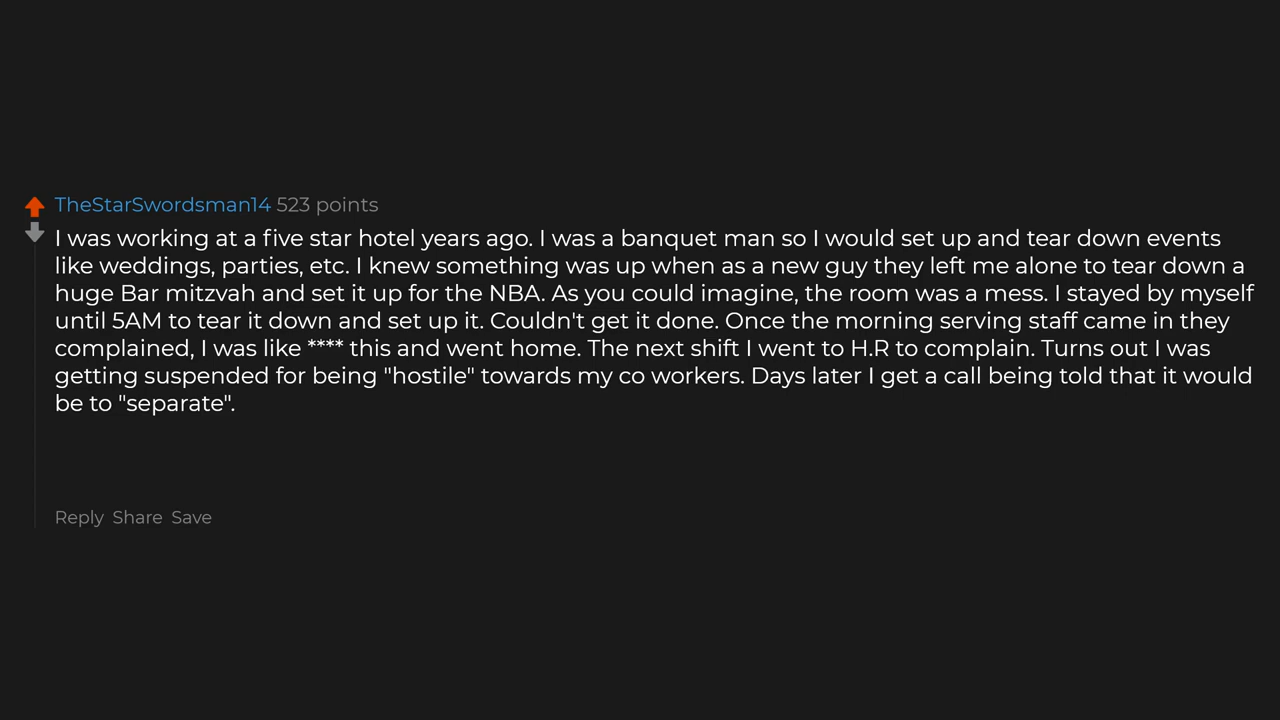 TheStarSwordsman14 523 points
I was working at a five star hotel years ago. I was a banquet man so I would set up and tear down events
like weddings, parties, etc. I knew something was up when as a new guy they left me alone to tear down a
huge Bar mitzvah and set it up for the NBA. As you could imagine, the room was a mess. I stayed by myself
until 5AM to tear it down and set up it. Couldn't get it done. Once the morning serving staff came in they
complained, I was like **** this and went home. The next shift I went to H.R to complain. Turns out I was
getting suspended for being "hostile" towards my co workers. Days later I get a call being told that it would
be to "separate".
Reply Share Save